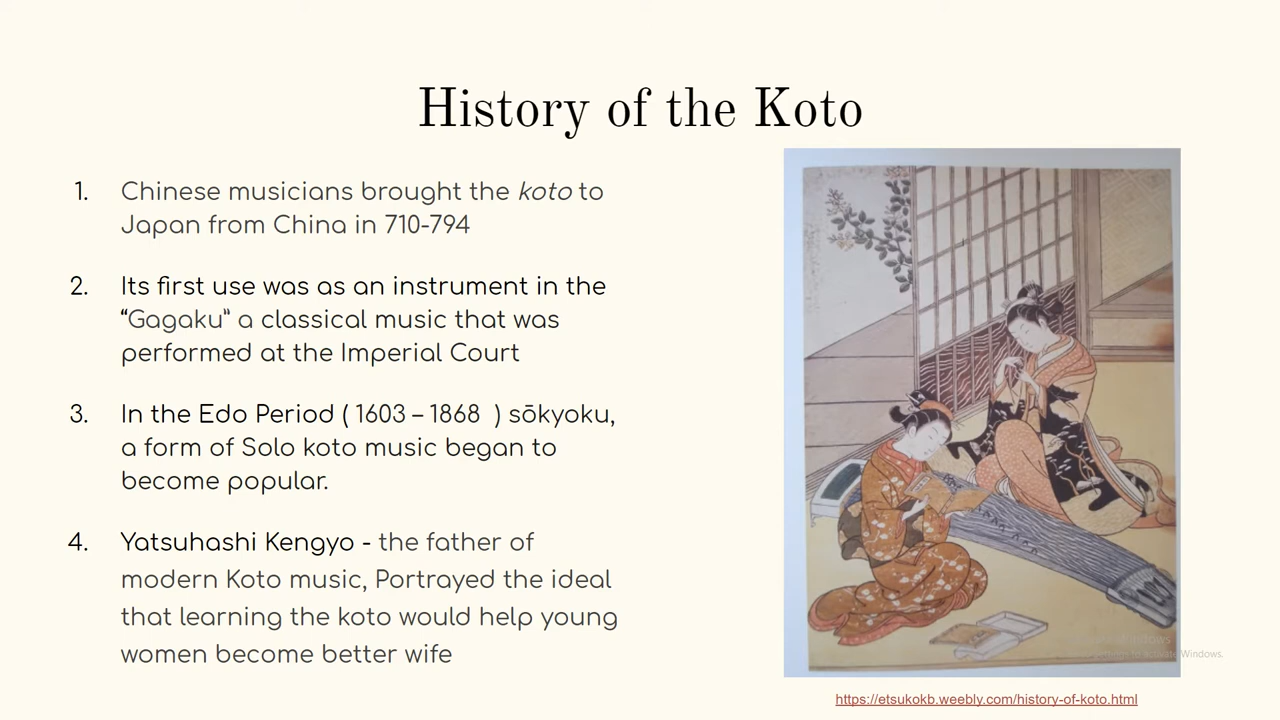 History of the Koto
1. Chinese musicians brought the koto to
Japan from China in 710-794
2. Its first use was as an instrument in the
“Gagaku” a classical music that was
performed at the Imperial Court
3. In the Edo Period ( 1603 – 1868 ) sōkyoku,
a form of Solo koto music began to
become popular.
4. Yatsuhashi Kengyo - the father of
modern Koto music, Portrayed the ideal
that learning the koto would help young
women become better wife
Windows.
https://etsukokb.weebly.com/history-of-koto.html